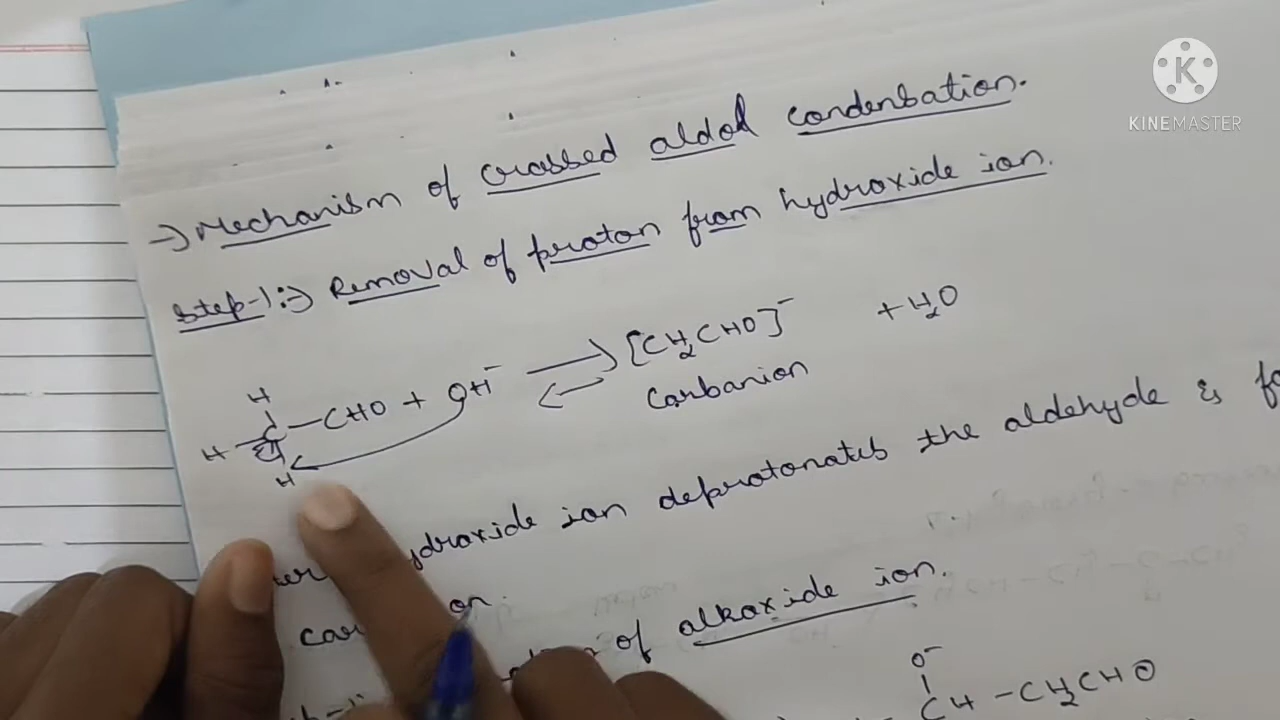 KINEMASTER
→ Mechanism of crossed aldol condensation.
Step-1:→ Removal of proton from hydroxide ion.
H
H C — CHO + OH⁻ ⇌ [CH₂CHO]⁻ + H₂O
H
Carbanion
hydroxide ion deprotonates the aldehyde &
of alkoxide ion.
O⁻
CH — CH₂CHO